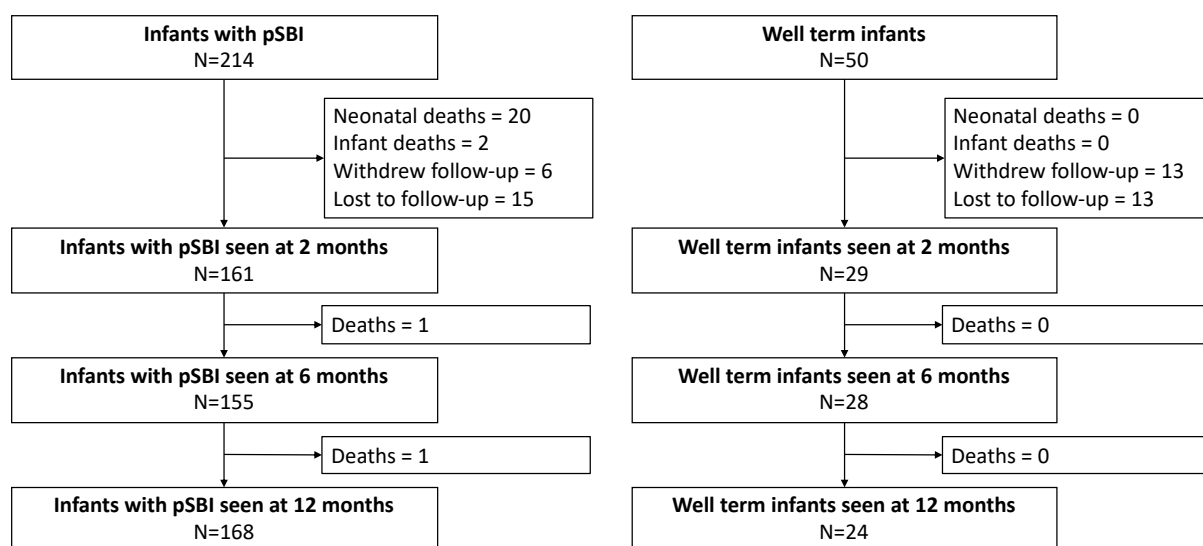 Infants with pSBI
N=214
Neonatal deaths = 20
Infant deaths = 2
Withdrew follow-up = 6
Lost to follow-up = 15
Infants with pSBI seen at 2 months
N=161
Deaths = 1
Infants with pSBI seen at 6 months
N=155
Deaths = 1
Infants with pSBI seen at 12 months
N=168
Well term infants
N=50
Neonatal deaths = 0
Infant deaths = 0
Withdrew follow-up = 13
Lost to follow-up = 13
Well term infants seen at 2 months
N=29
Deaths = 0
Well term infants seen at 6 months
N=28
Deaths = 0
Well term infants seen at 12 months
N=24